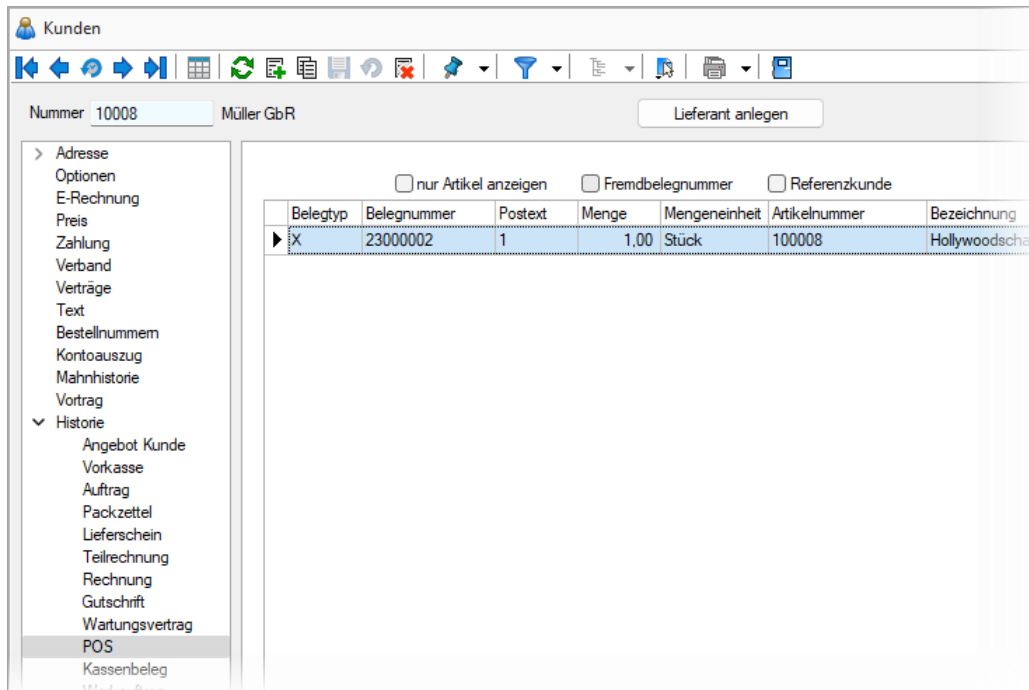 Kunden
Nummer 10008 Müller GbR Lieferant anlegen
Adresse
Optionen
E-Rechnung
Preis
Zahlung
Verband
Verträge
Text
Bestellnummern
Kontoauszug
Mahnhistorie
Vortrag
Historie
Angebot Kunde
Vorkasse
Auftrag
Packzettel
Lieferschein
Teilrechnung
Rechnung
Gutschrift
Wartungsvertrag
POS
Kassenbeleg
nur Artikel anzeigen Fremdbelegnummer Referenzkunde
Belegtyp Belegnummer Postext Menge Mengeneinheit Artikelnummer Bezeichnung
X 23000002 1 1,00 Stück 100008 Hollywoodscha